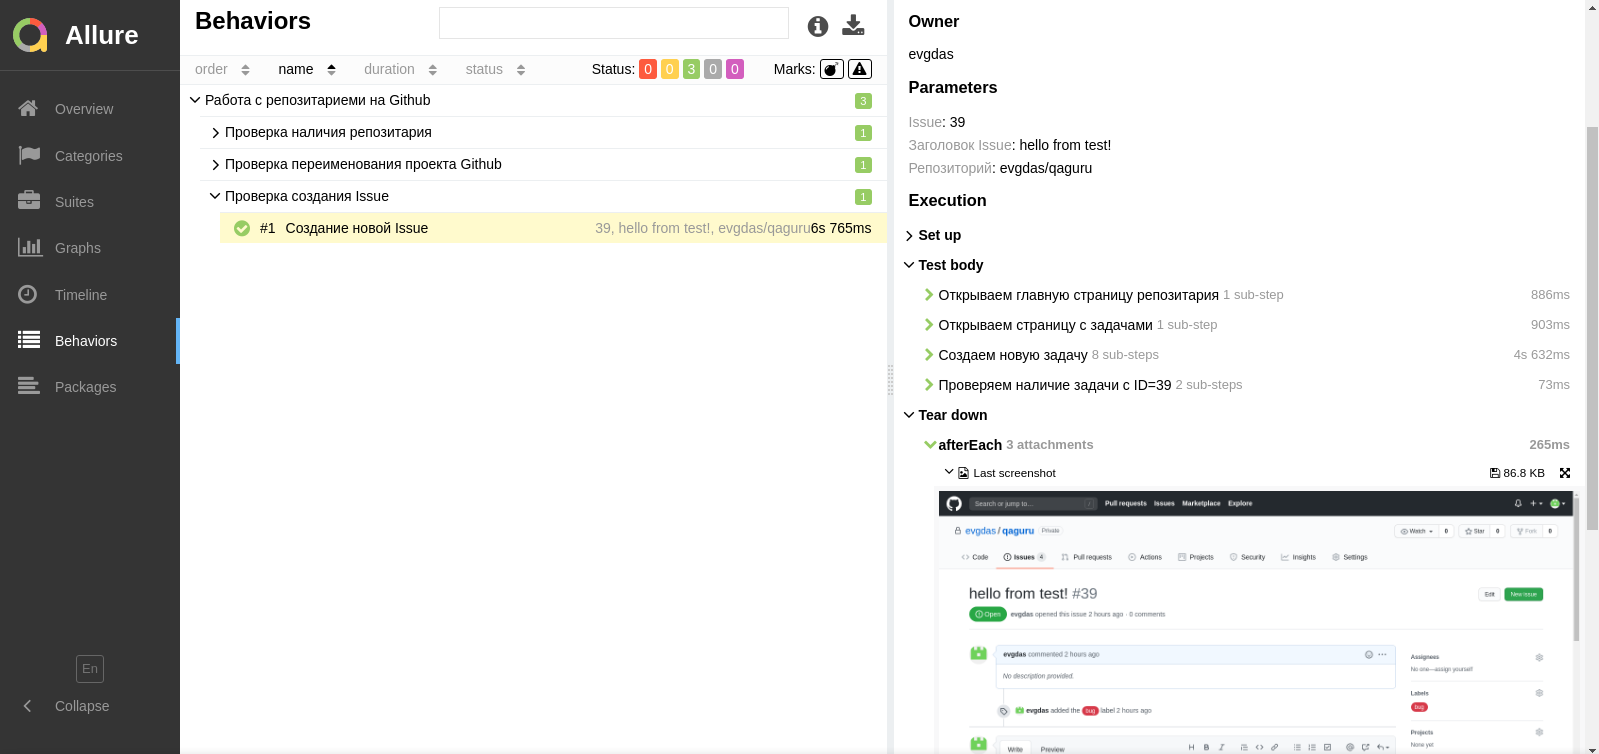 Allure
Overview
Categories
Suites
Graphs
Timeline
Behaviors
Packages
En
Collapse
Behaviors
order name duration status Status: 0 0 3 0 0 Marks:
Работа с репозитариеми на Github 3
Проверка наличия репозитария 1
Проверка переименования проекта Github 1
Проверка создания Issue 1
#1 Создание новой Issue 39, hello from test!, evgdas/qaguru 6s 765ms
Owner
evgdas
Parameters
Issue: 39
Заголовок Issue: hello from test!
Репозиторий: evgdas/qaguru
Execution
Set up
Test body
Открываем главную страницу репозитария 1 sub-step 886ms
Открываем страницу с задачами 1 sub-step 903ms
Создаем новую задачу 8 sub-steps 4s 632ms
Проверяем наличие задачи с ID=39 2 sub-steps 73ms
Tear down
afterEach 3 attachments 265ms
Last screenshot 86.8 KB
Search or jump to... / Pull requests Issues Marketplace Explore
evgdas / qaguru Private Watch 0 Star 0 Fork 0
Code Issues 4 Pull requests Actions Projects Security Insights Settings
hello from test! #39 Edit New issue
Open evgdas opened this issue 2 hours ago · 0 comments
evgdas commented 2 hours ago
No description provided.
evgdas added the bug label 2 hours ago
Write Preview
Assignees
No one—assign yourself
Labels
bug
Projects
None yet